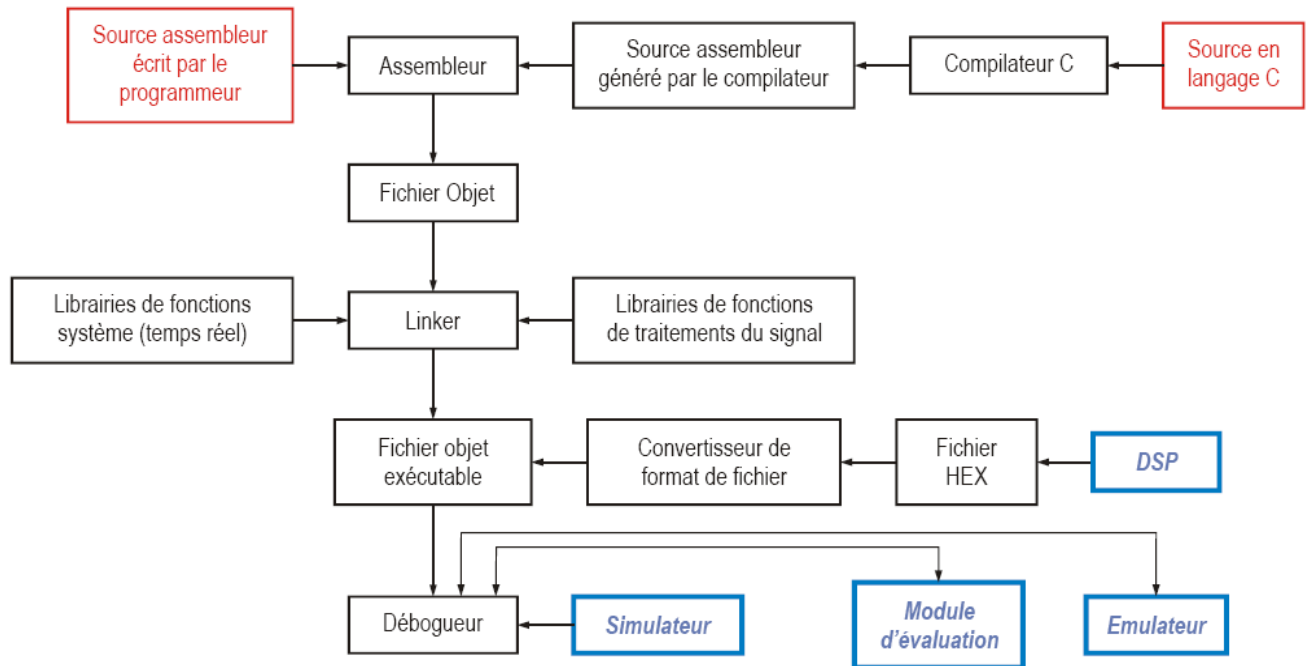 Source assembleur
écrit par le
programmeur
Assembleur
Source assembleur
généré par le compilateur
Compilateur C
Source en
langage C
Fichier Objet
Librairies de fonctions
système (temps réel)
Linker
Librairies de fonctions
de traitements du signal
Fichier objet
exécutable
Convertisseur de
format de fichier
Fichier
HEX
DSP
Débogueur
Simulateur
Module
d'évaluation
Emulateur